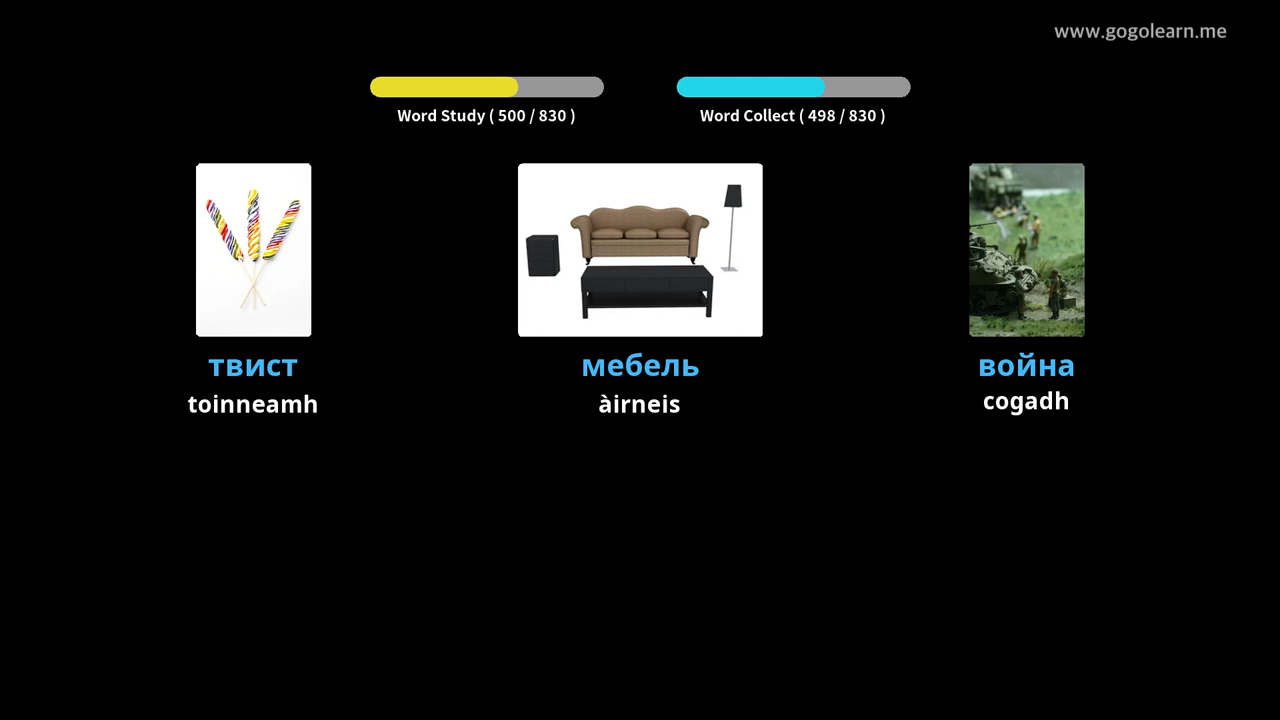 www.gogolearn.me
Word Study ( 500 / 830 )
Word Collect ( 498 / 830 )
твист
мебель
война
toinneamh
àirneis
cogadh